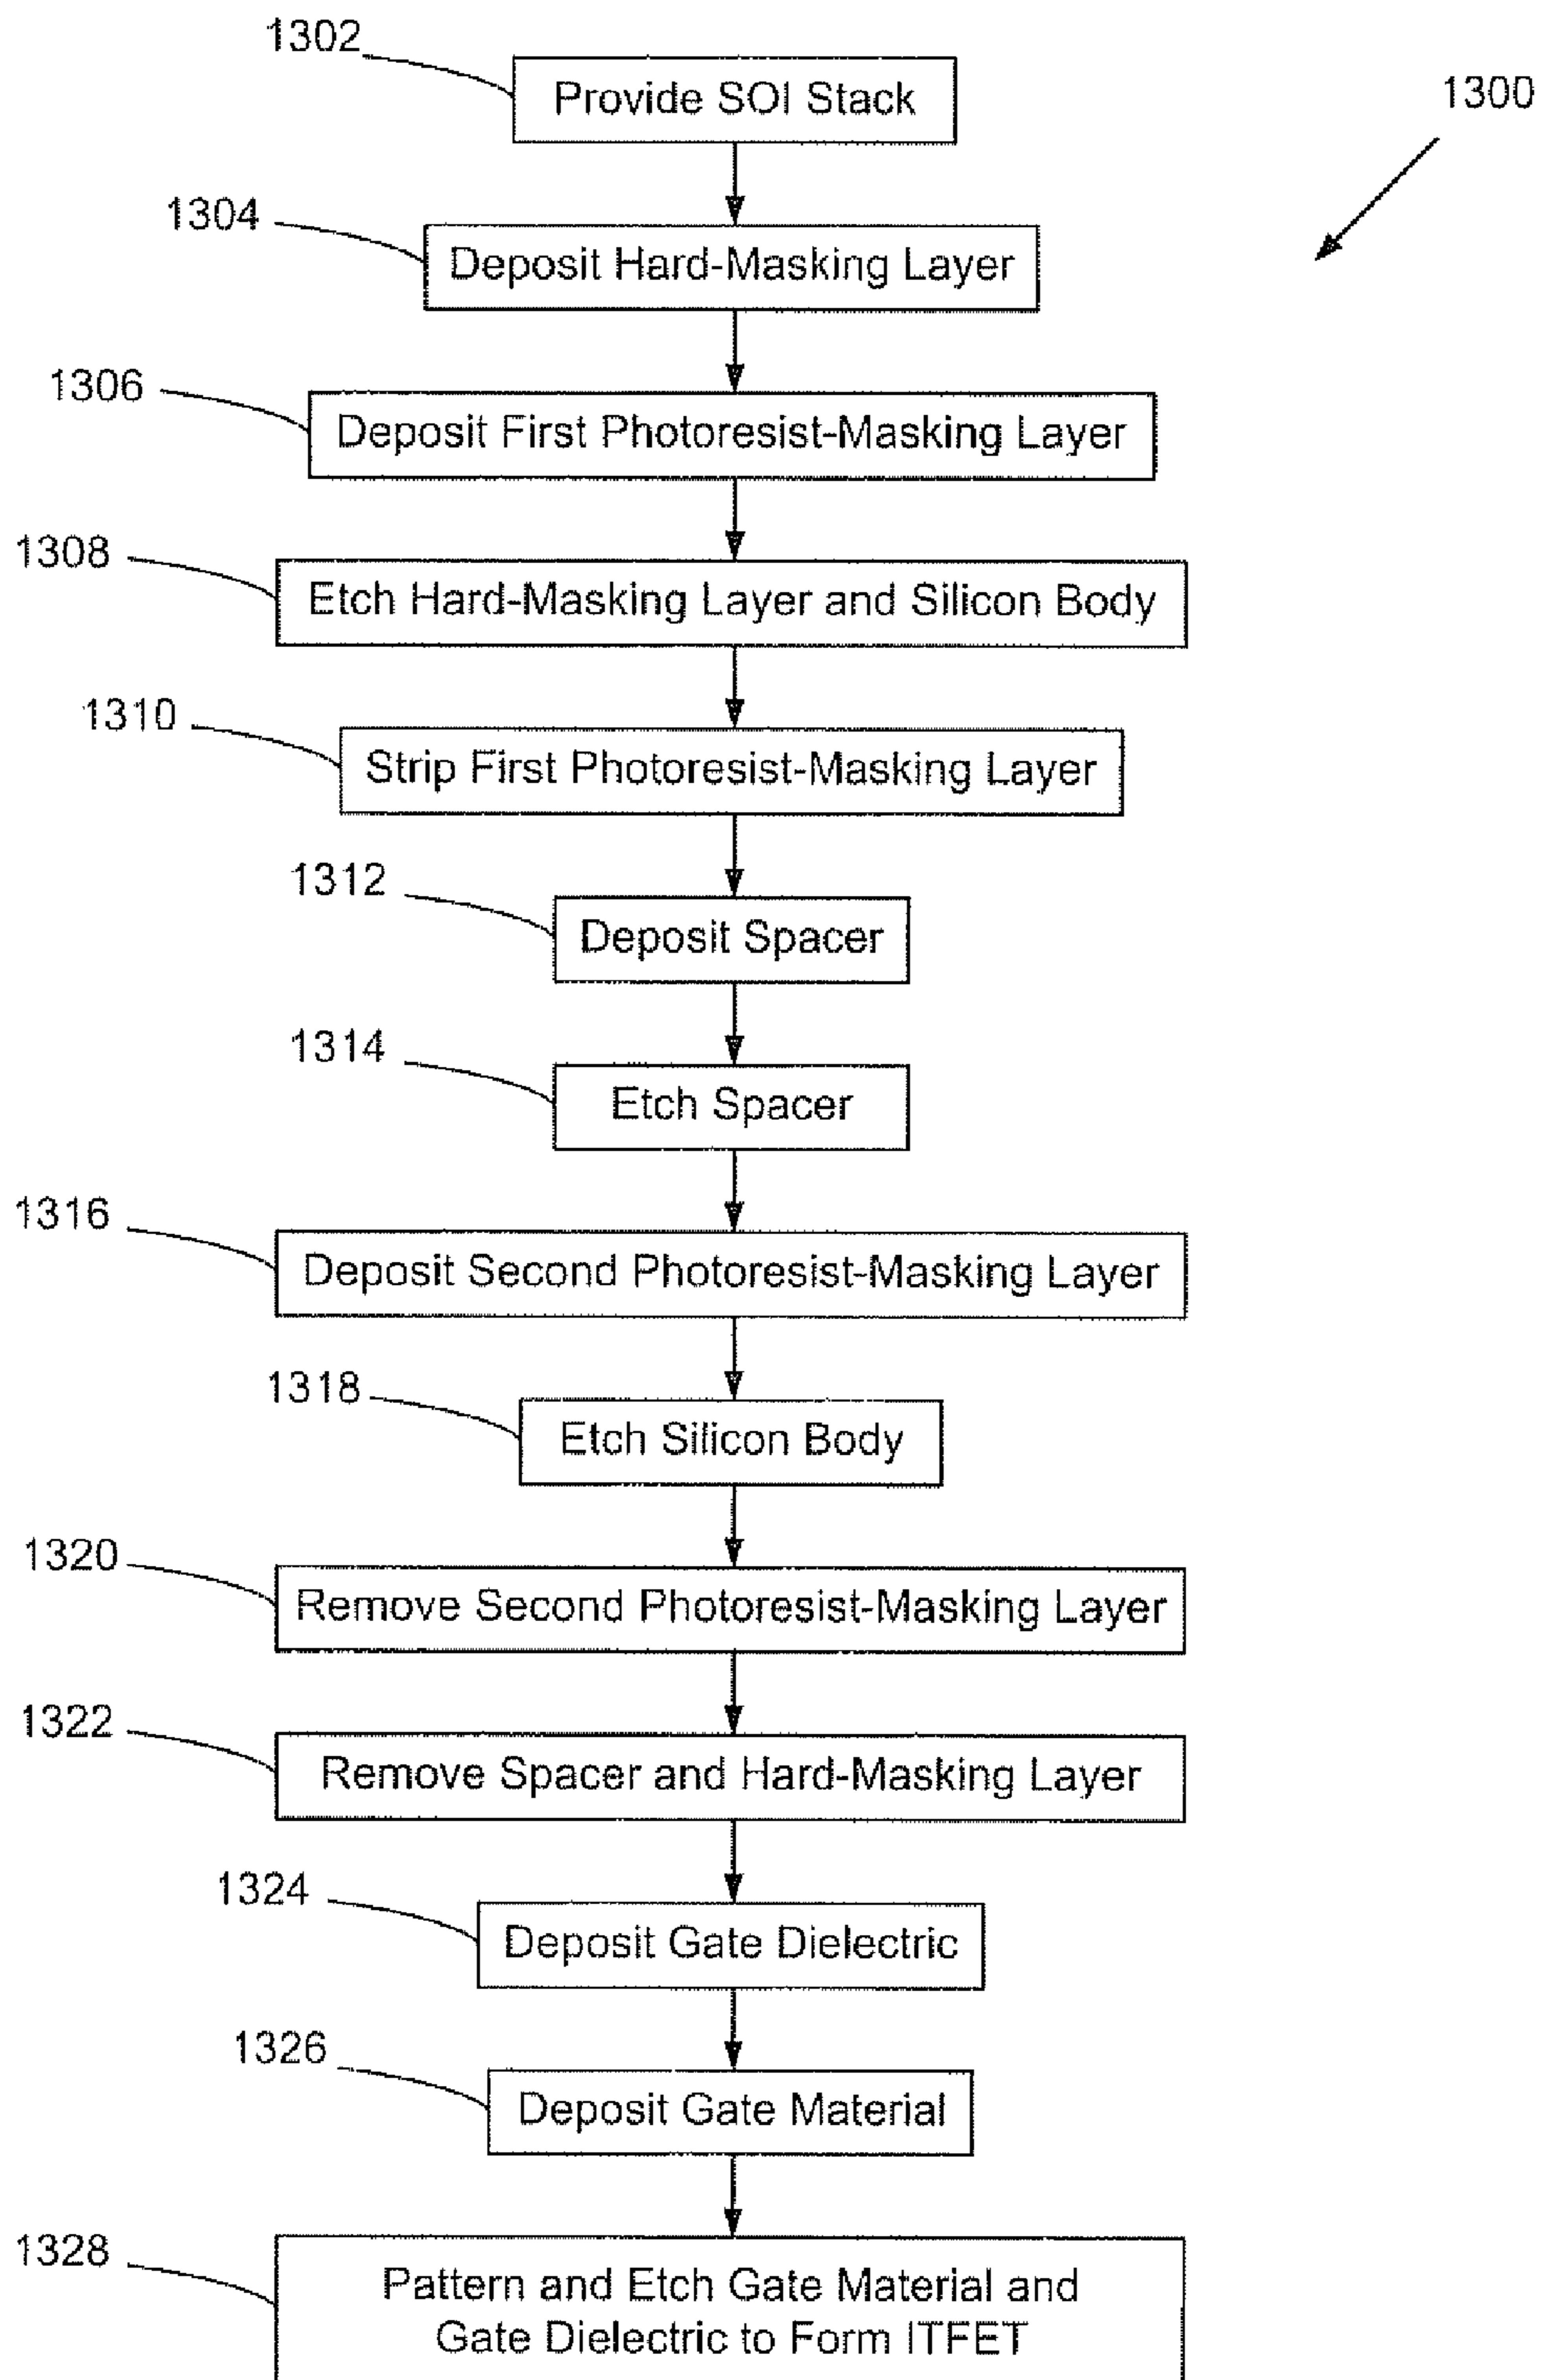 1302
Provide SOI Stack
1300
1304
Deposit Hard-Masking Layer
1306
Deposit First Photoresist-Masking Layer
1308
Etch Hard-Masking Layer and Silicon Body
1310
Strip First Photoresist-Masking Layer
1312
Deposit Spacer
1314
Etch Spacer
1316
Deposit Second Photoresist-Masking Layer
1318
Etch Silicon Body
1320
Remove Second Photoresist-Masking Layer
1322
Remove Spacer and Hard-Masking Layer
1324
Deposit Gate Dielectric
1326
Deposit Gate Material
1328
Pattern and Etch Gate Material and
Gate Dielectric to Form ITFET